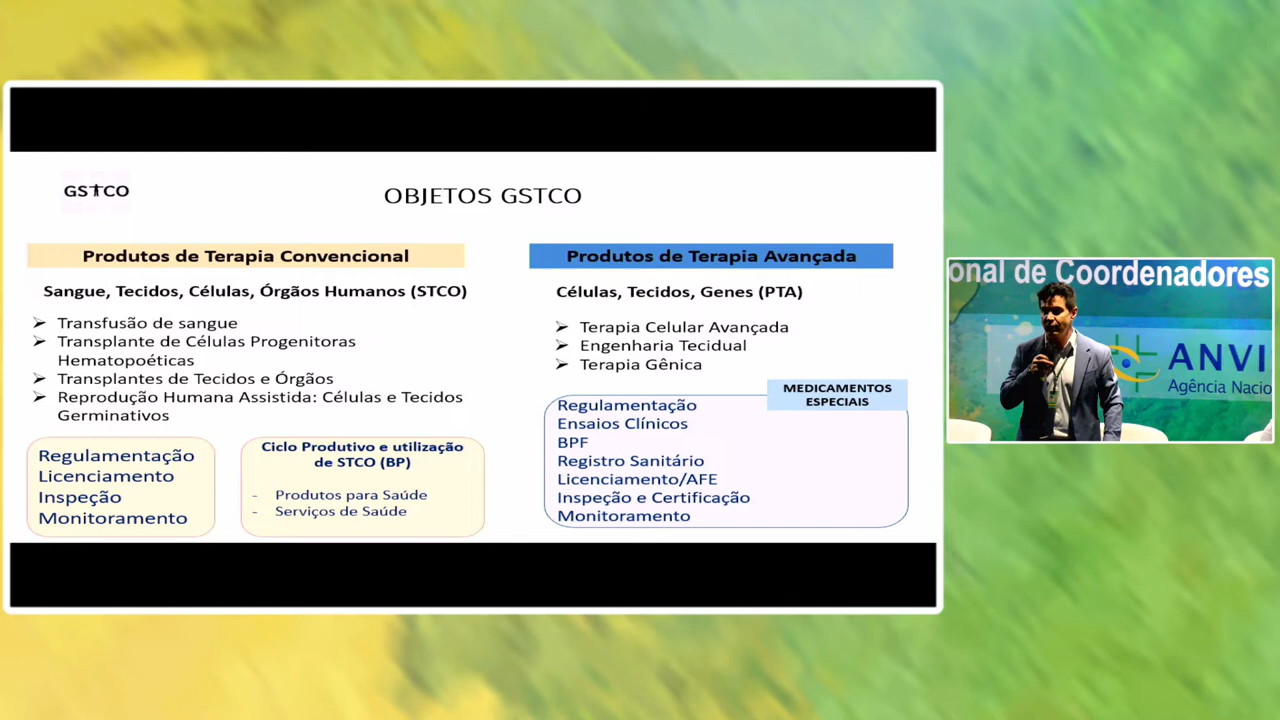 GSTCO
OBJETOS GSTCO
Produtos de Terapia Convencional
Sangue, Tecidos, Células, Órgãos Humanos (STCO)
Transfusão de sangue
Transplante de Células Progenitoras
Hematopoéticas
Transplantes de Tecidos e Órgãos
Reprodução Humana Assistida: Células e Tecidos
Germinativos
Regulamentação
Licenciamento
Inspeção
Monitoramento
Ciclo Produtivo e utilização
de STCO (BP)
- Produtos para Saúde
- Serviços de Saúde
Produtos de Terapia Avançada
Células, Tecidos, Genes (PTA)
Terapia Celular Avançada
Engenharia Tecidual
Terapia Gênica
MEDICAMENTOS
ESPECIAIS
Regulamentação
Ensaios Clínicos
BPF
Registro Sanitário
Licenciamento/AFE
Inspeção e Certificação
Monitoramento
onal de Coordenadores
ANVI
Agência Nacio